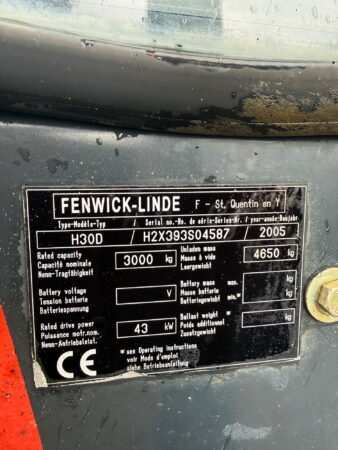 FENWICK-LINDE F - St. Quentin en Y
Type-Modèle-Typ / Serial no.-No. de série-Serien-Nr. / year-année-Baujahr
H30D / H2X393S04587 / 2005
Rated capacity
Capacité nominale
Nenn-Tragfähigkeit
3000 kg
Unladen mass
Masse à vide
Leergewicht
4650 kg
Battery voltage
Tension batterie
Batteriespannung
V
Battery mass
Masse batterie
Batteriegewicht
max. kg
min.* kg
Rated drive power
Puissance motr.nom.
Nenn-Antriebsleist.
43 kW
Ballast weight *
Poids additionnel
Zusatzgewicht
kg
CE
* see Operating instructions
voir Mode d'emploi
siehe Betriebsanleitung